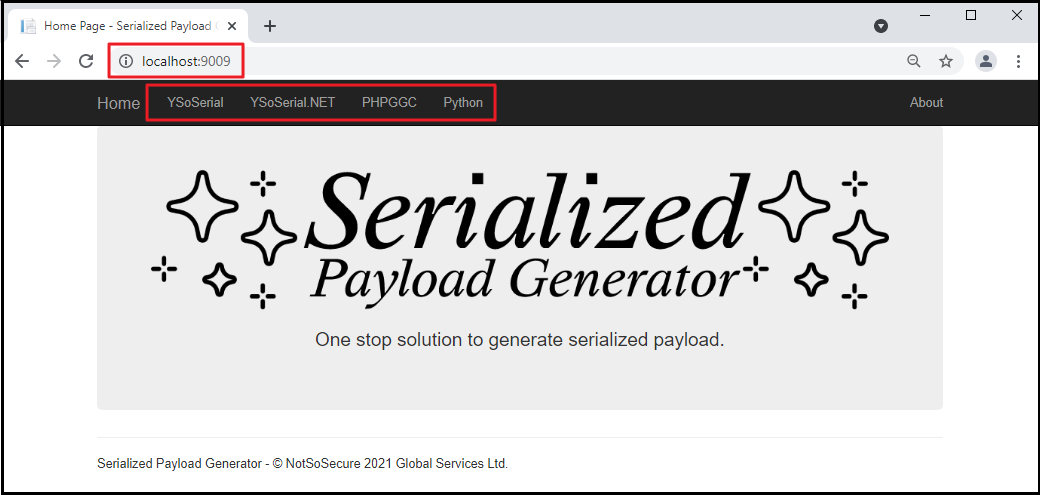 Home Page - Serialized Payload G
localhost:9009
Home YSoSerial YSoSerial.NET PHPGGC Python About
Serialized
Payload Generator
One stop solution to generate serialized payload.
Serialized Payload Generator - © NotSoSecure 2021 Global Services Ltd.